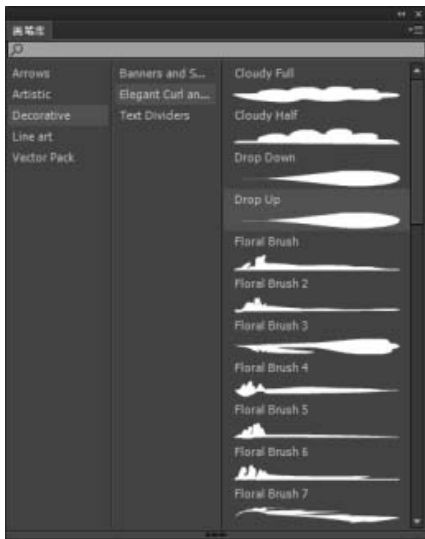 画笔库
Arrows
Artistic
Decorative
Line art
Vector Pack
Banners and S...
Elegant Curl an...
Text Dividers
Cloudy Full
Cloudy Half
Drop Down
Drop Up
Floral Brush
Floral Brush 2
Floral Brush 3
Floral Brush 4
Floral Brush 5
Floral Brush 6
Floral Brush 7